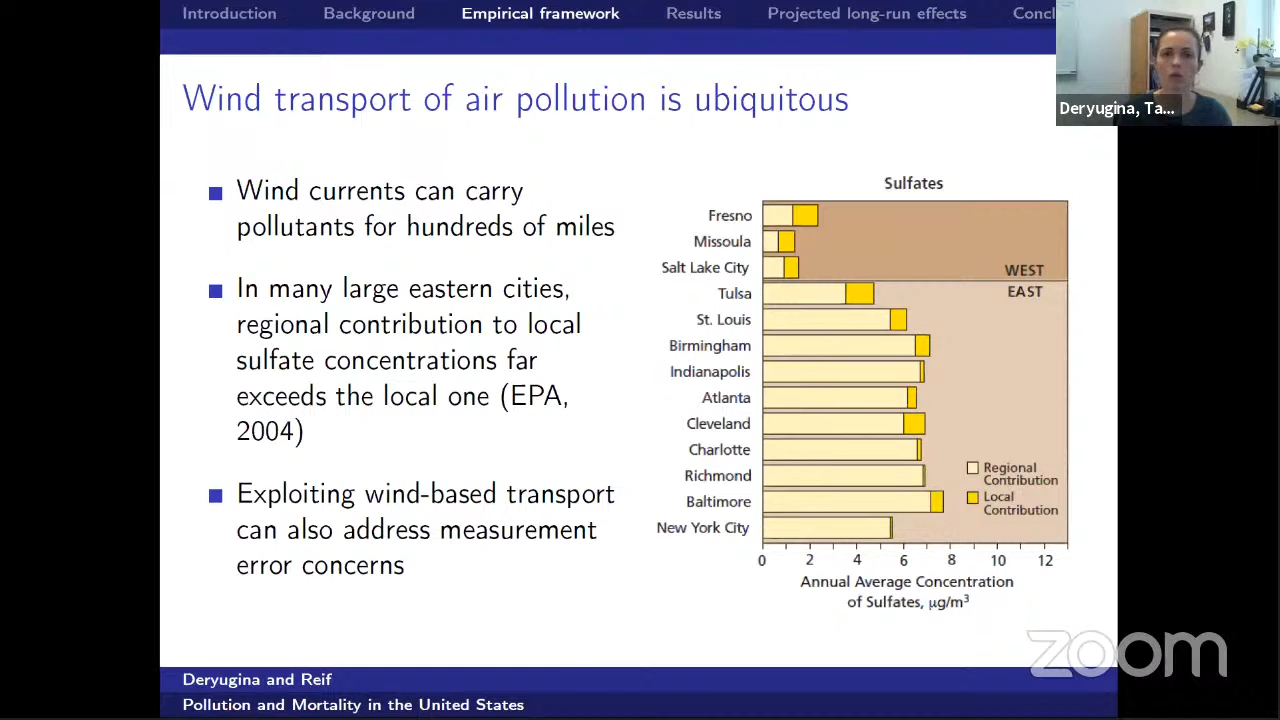 Introduction Background Empirical framework Results Projected long-run effects Concl
Deryugina, Ta...
Wind transport of air pollution is ubiquitous
Wind currents can carry
pollutants for hundreds of miles
In many large eastern cities,
regional contribution to local
sulfate concentrations far
exceeds the local one (EPA,
2004)
Exploiting wind-based transport
can also address measurement
error concerns
Sulfates
Fresno
Missoula
Salt Lake City
WEST
EAST
Tulsa
St. Louis
Birmingham
Indianapolis
Atlanta
Cleveland
Charlotte
Richmond
Baltimore
New York City
Regional
Contribution
Local
Contribution
0 2 4 6 8 10 12
Annual Average Concentration
of Sulfates, μg/m³
zoom
Deryugina and Reif
Pollution and Mortality in the United States